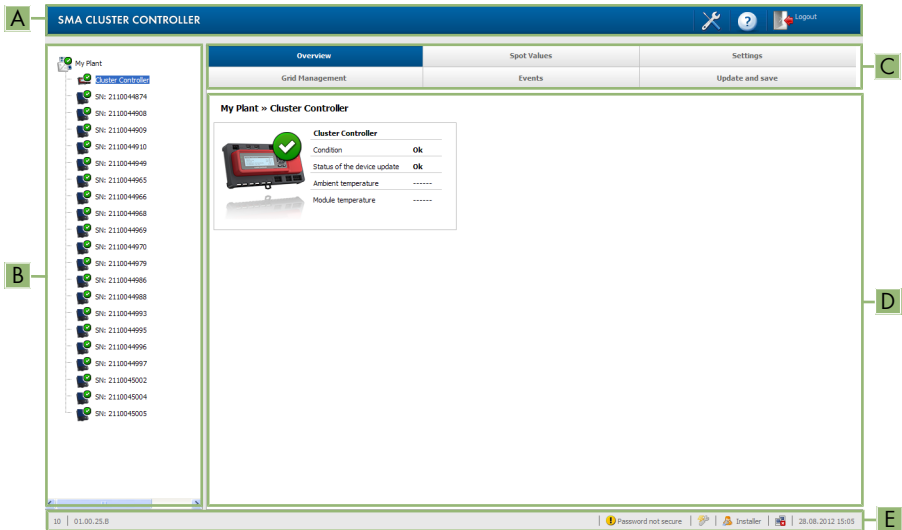 A
SMA CLUSTER CONTROLLER
?
Logout
B
My Plant
Cluster Controller
SN: 2110044874
SN: 2110044908
SN: 2110044909
SN: 2110044910
SN: 2110044949
SN: 2110044965
SN: 2110044966
SN: 2110044968
SN: 2110044969
SN: 2110044970
SN: 2110044979
SN: 2110044986
SN: 2110044988
SN: 2110044993
SN: 2110044995
SN: 2110044996
SN: 2110044997
SN: 2110045002
SN: 2110045004
SN: 2110045005
C
Overview
Spot Values
Settings
Grid Management
Events
Update and save
D
My Plant » Cluster Controller
Cluster Controller
Condition Ok
Status of the device update Ok
Ambient temperature ------
Module temperature ------
E
10 | 01.00.25.B
Password not secure
Installer
28.08.2012 15:05